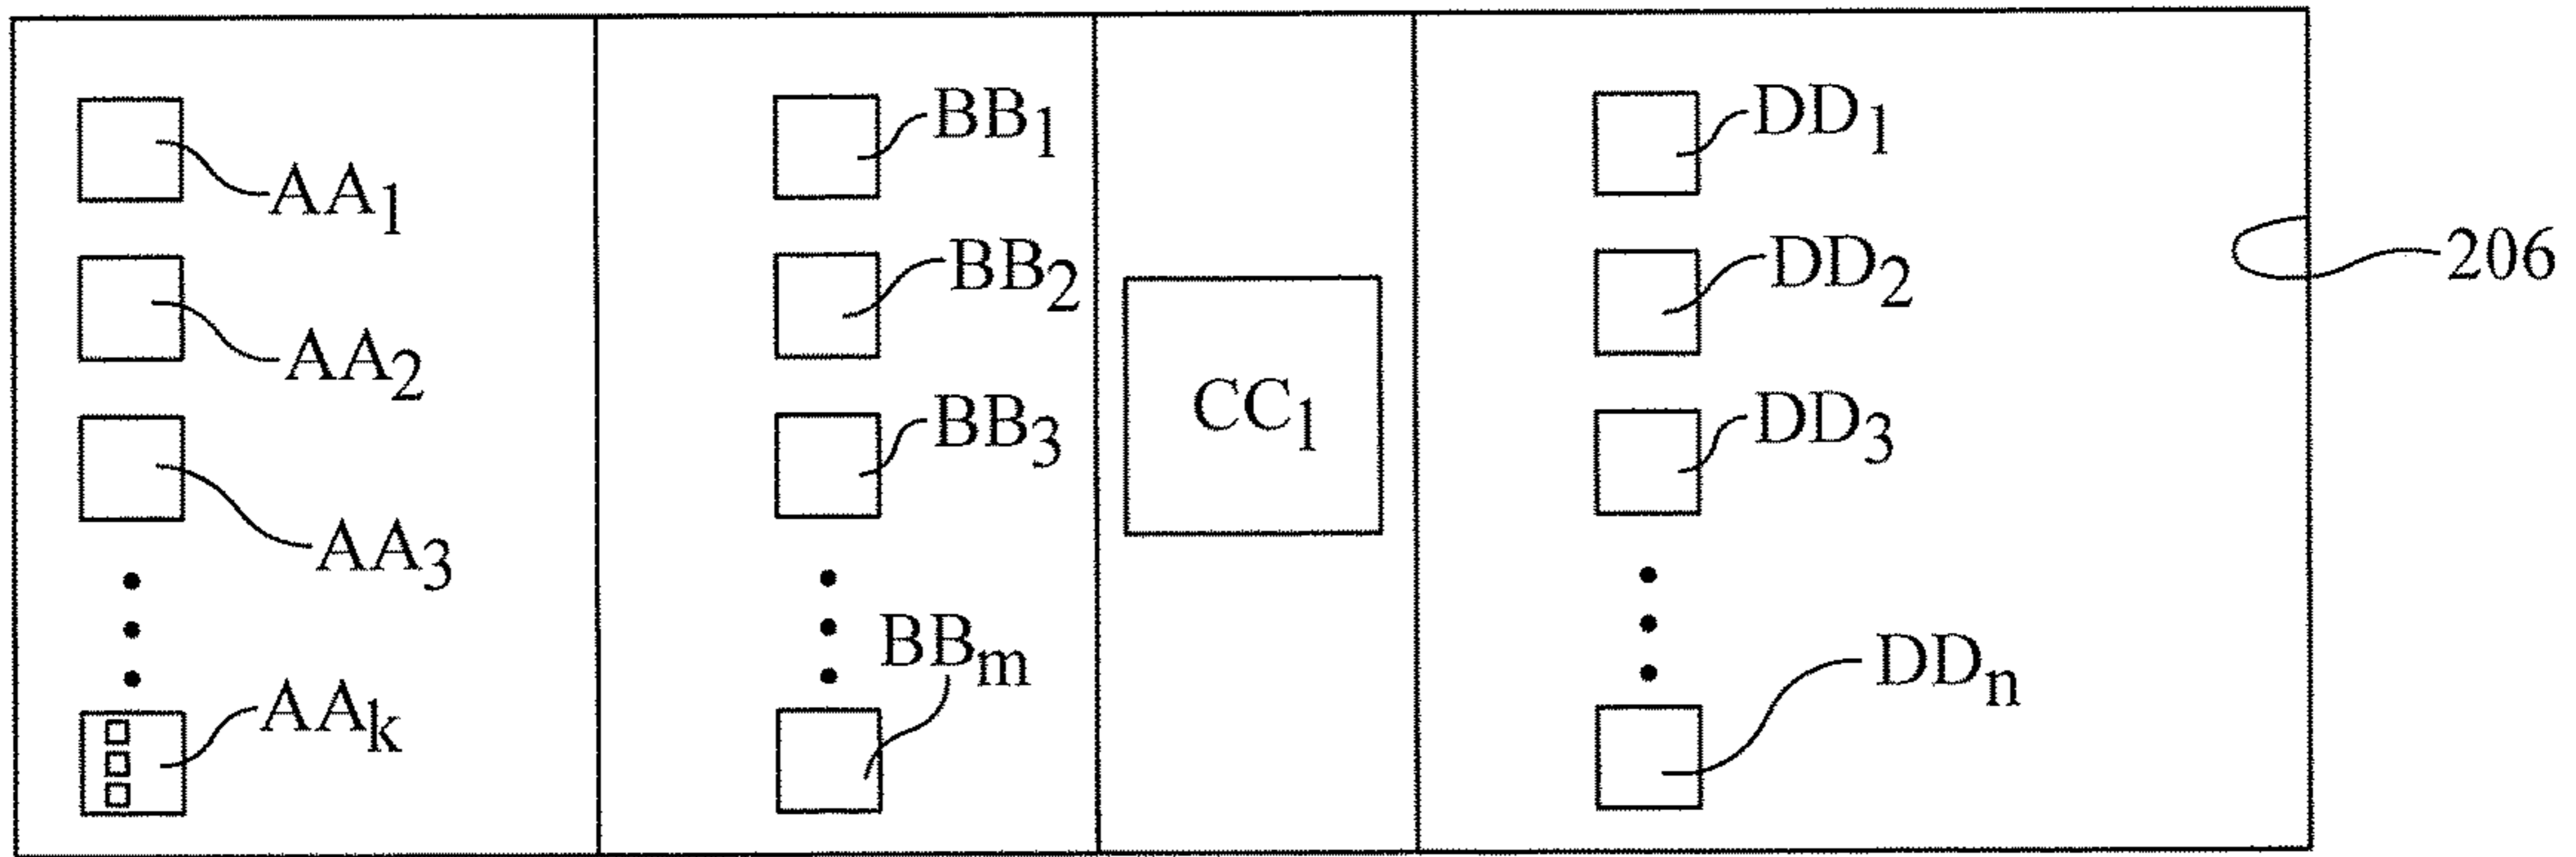 AA₁
AA₂
AA₃
AAₖ
BB₁
BB₂
BB₃
BBₘ
CC₁
DD₁
DD₂
DD₃
DDₙ
206